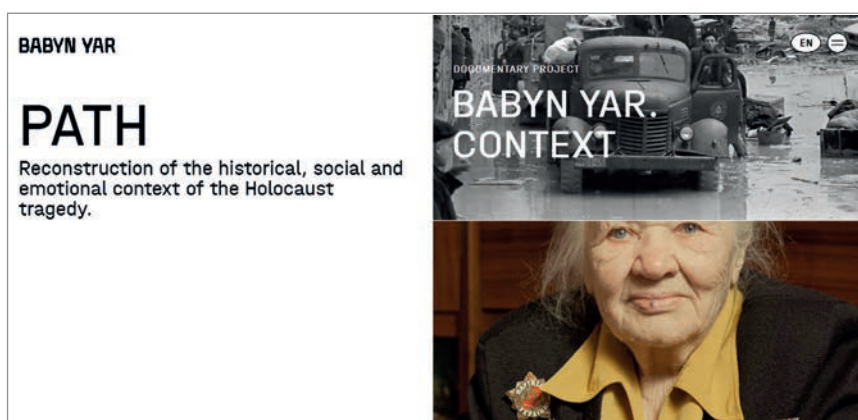 BABYN YAR
PATH
Reconstruction of the historical, social and
emotional context of the Holocaust
tragedy.
DOCUMENTARY PROJECT
BABYN YAR.
CONTEXT
EN